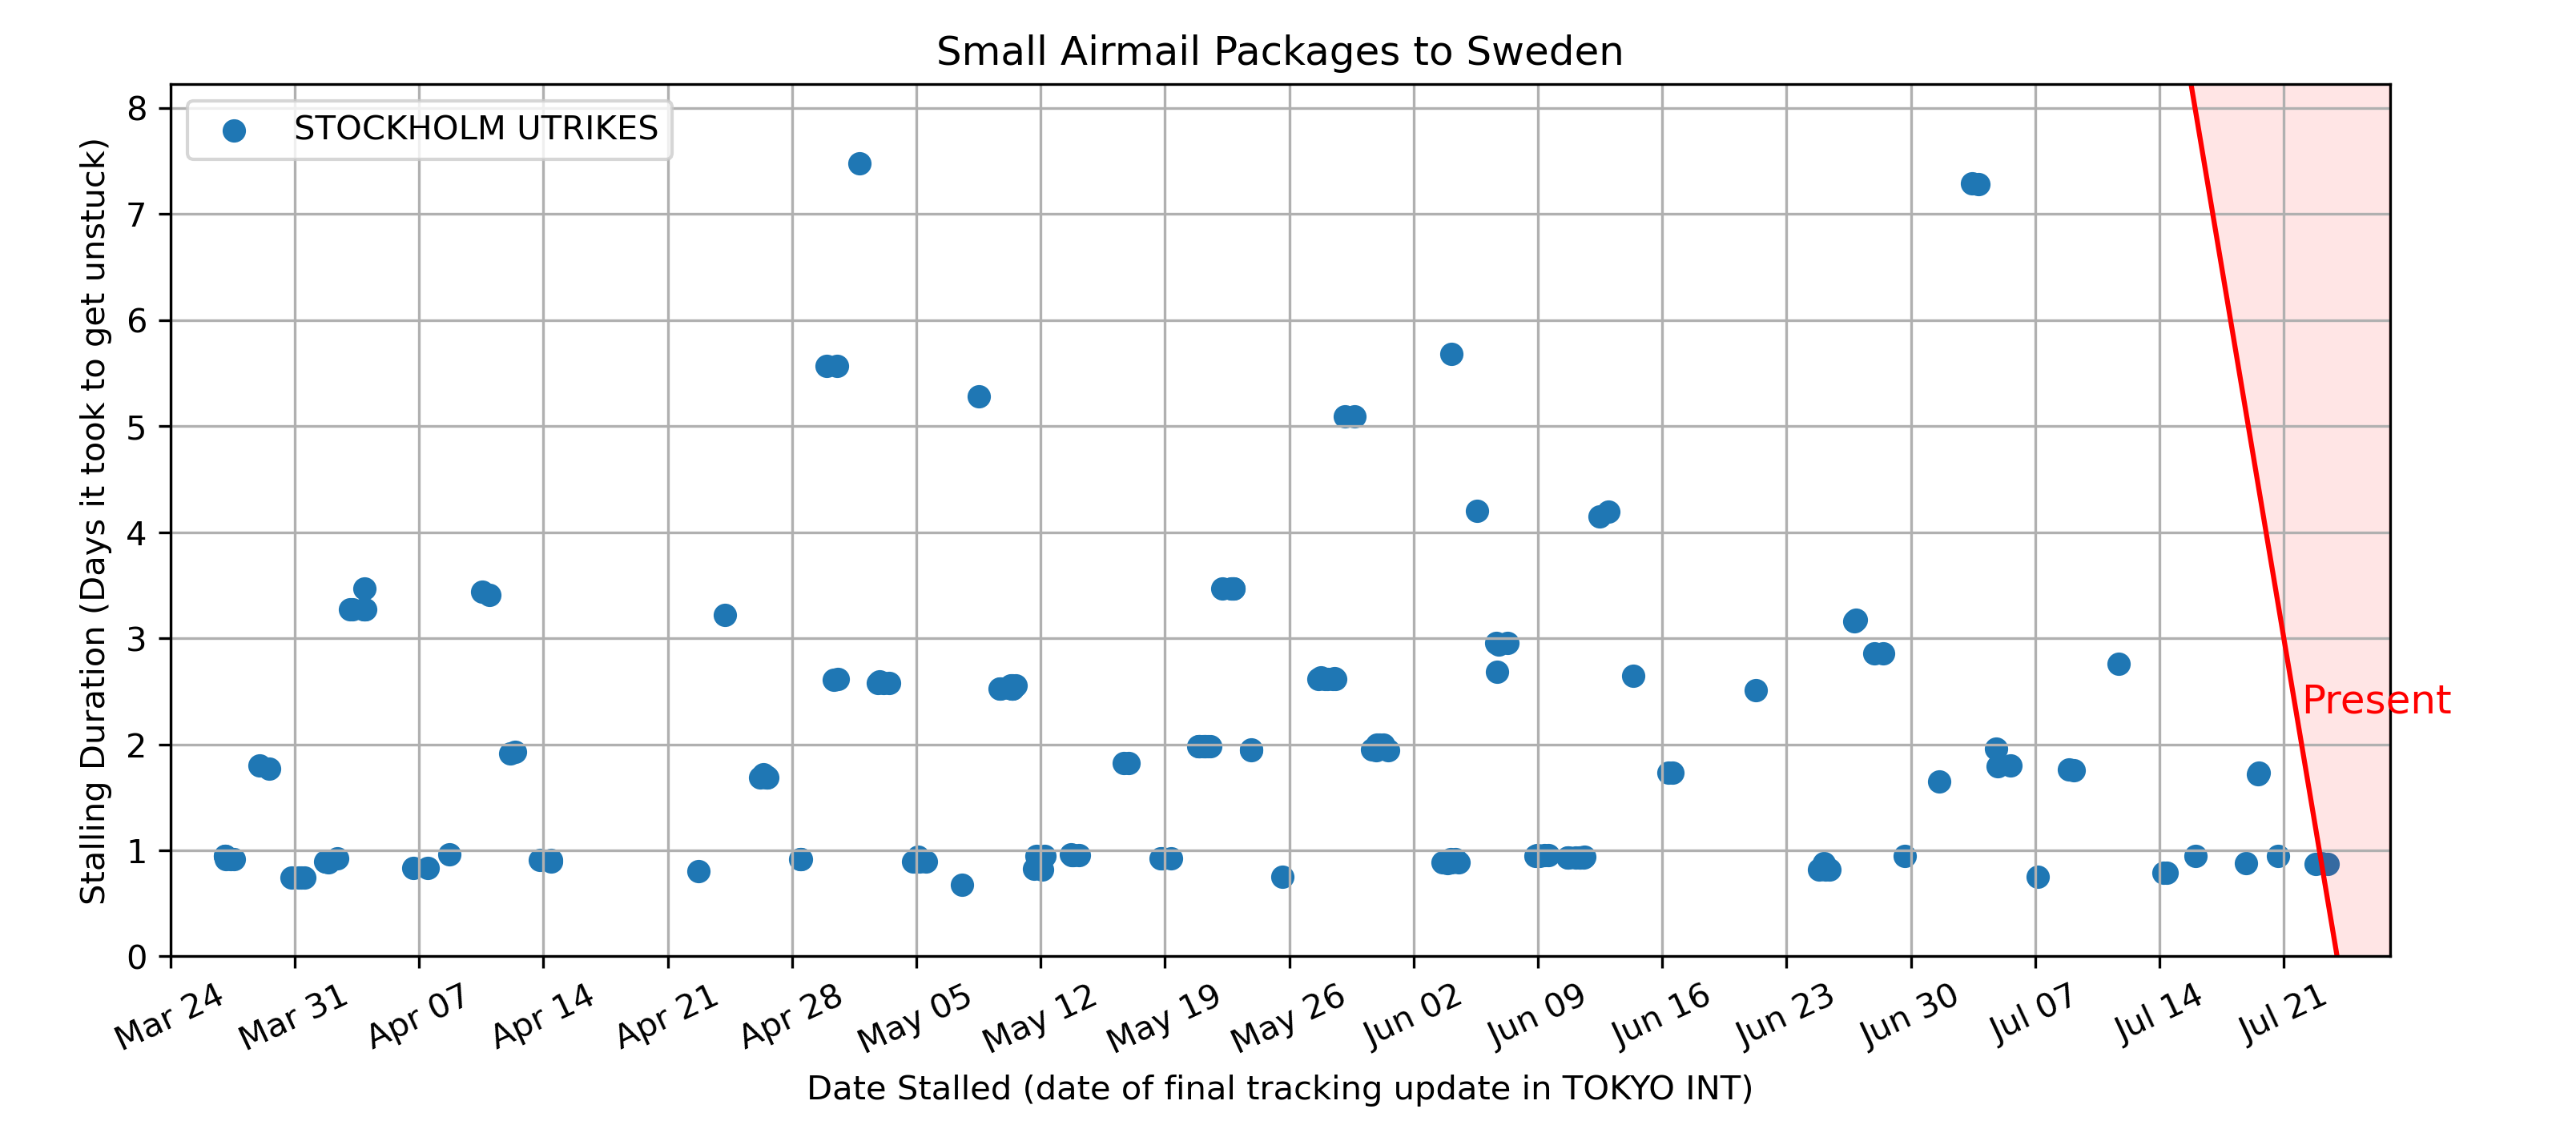 Small Airmail Packages to Sweden
STOCKHOLM UTRIKES
Stalling Duration (Days it took to get unstuck)
8
7
6
5
4
3
2
1
0
Present
Mar 24
Mar 31
Apr 07
Apr 14
Apr 21
Apr 28
May 05
May 12
May 19
May 26
Jun 02
Jun 09
Jun 16
Jun 23
Jun 30
Jul 07
Jul 14
Jul 21
Date Stalled (date of final tracking update in TOKYO INT)